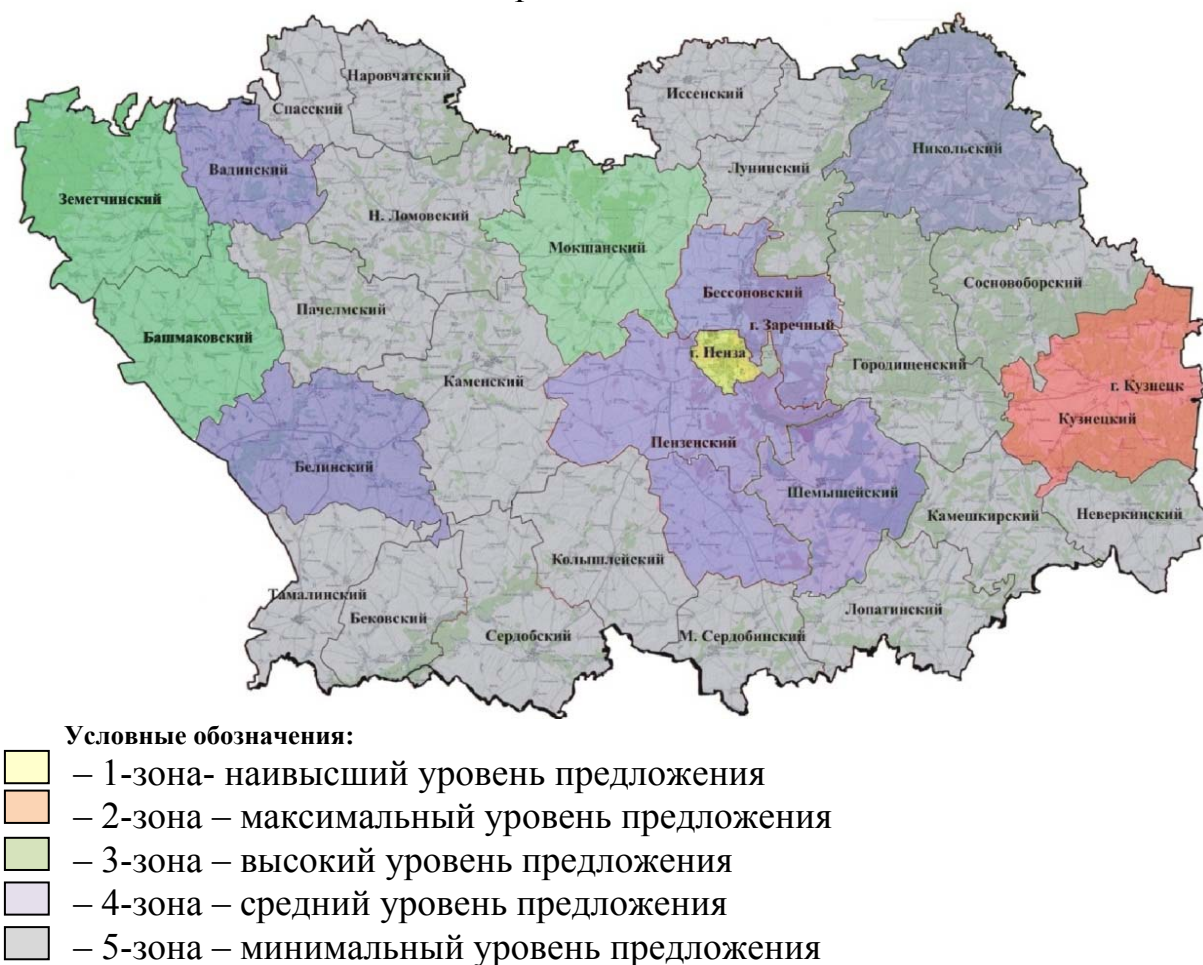 Наровчатский
Спасский
Иссенский
Никольский
Вадинский
Лунинский
Земетчинский
Н. Ломовский
Мокшанский
Сосновоборский
Бессоновский
Пачелмский
г. Заречный
Башмаковский
г. Пенза
Городищенский
Каменский
г. Кузнецк
Кузнецкий
Пензенский
Белинский
Шемышейский
Неверкинский
Камешкирский
Колышлейский
Тамалинский
Лопатинский
Бековский
Сердобский
М. Сердобинский
Условные обозначения:
– 1-зона- наивысший уровень предложения
– 2-зона – максимальный уровень предложения
– 3-зона – высокий уровень предложения
– 4-зона – средний уровень предложения
– 5-зона – минимальный уровень предложения